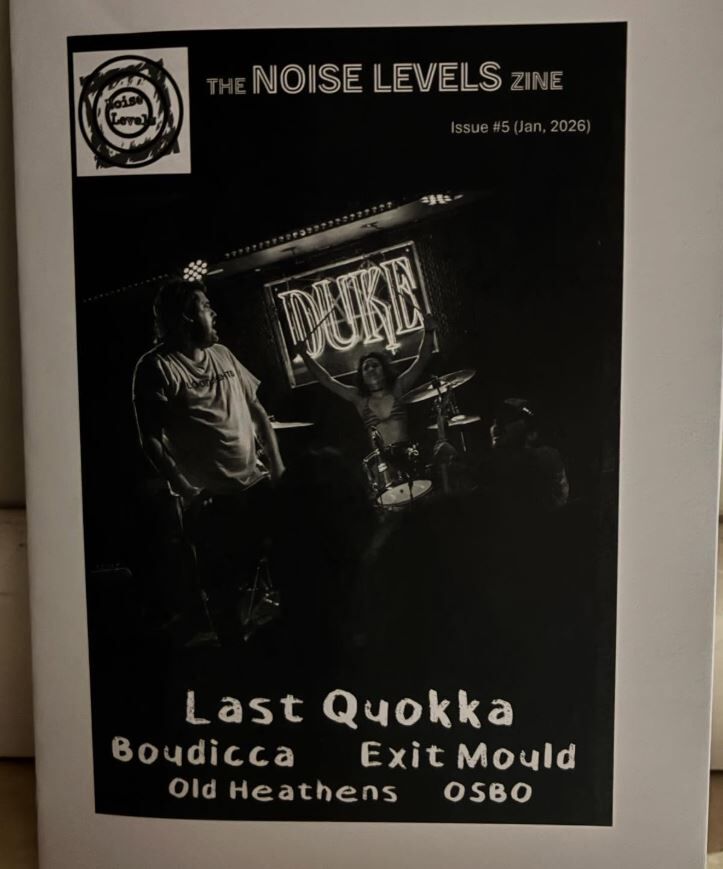 Noise
Levels
THE NOISE LEVELS ZINE
Issue #5 (Jan, 2026)
DUKE
Last Quokka
Boudicca Exit Mould
Old Heathens OSBO